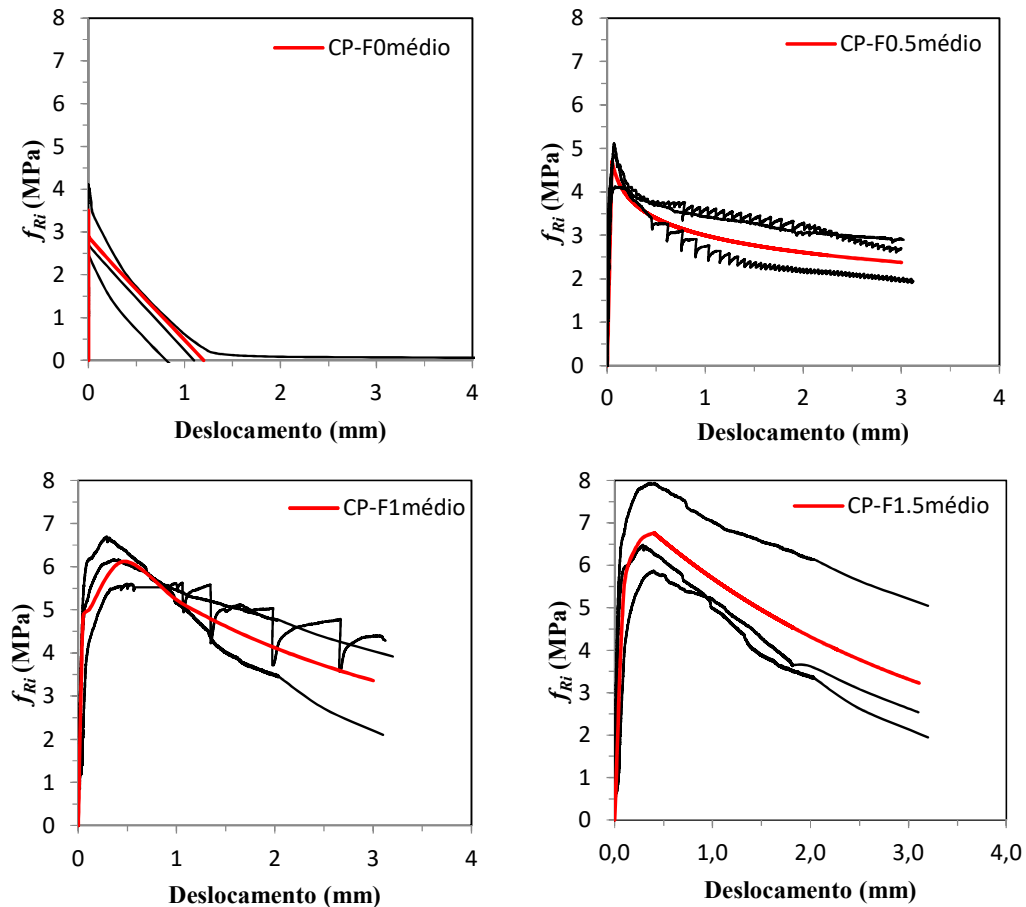 CP-F0médio
f_Ri (MPa)
8
7
6
5
4
3
2
1
0
0 1 2 3 4
Deslocamento (mm)
CP-F0.5médio
f_Ri (MPa)
8
7
6
5
4
3
2
1
0
0 1 2 3 4
Deslocamento (mm)
CP-F1médio
f_Ri (MPa)
8
7
6
5
4
3
2
1
0
0 1 2 3 4
Deslocamento (mm)
CP-F1.5médio
f_Ri (MPa)
8
7
6
5
4
3
2
1
0
0,0 1,0 2,0 3,0 4,0
Deslocamento (mm)